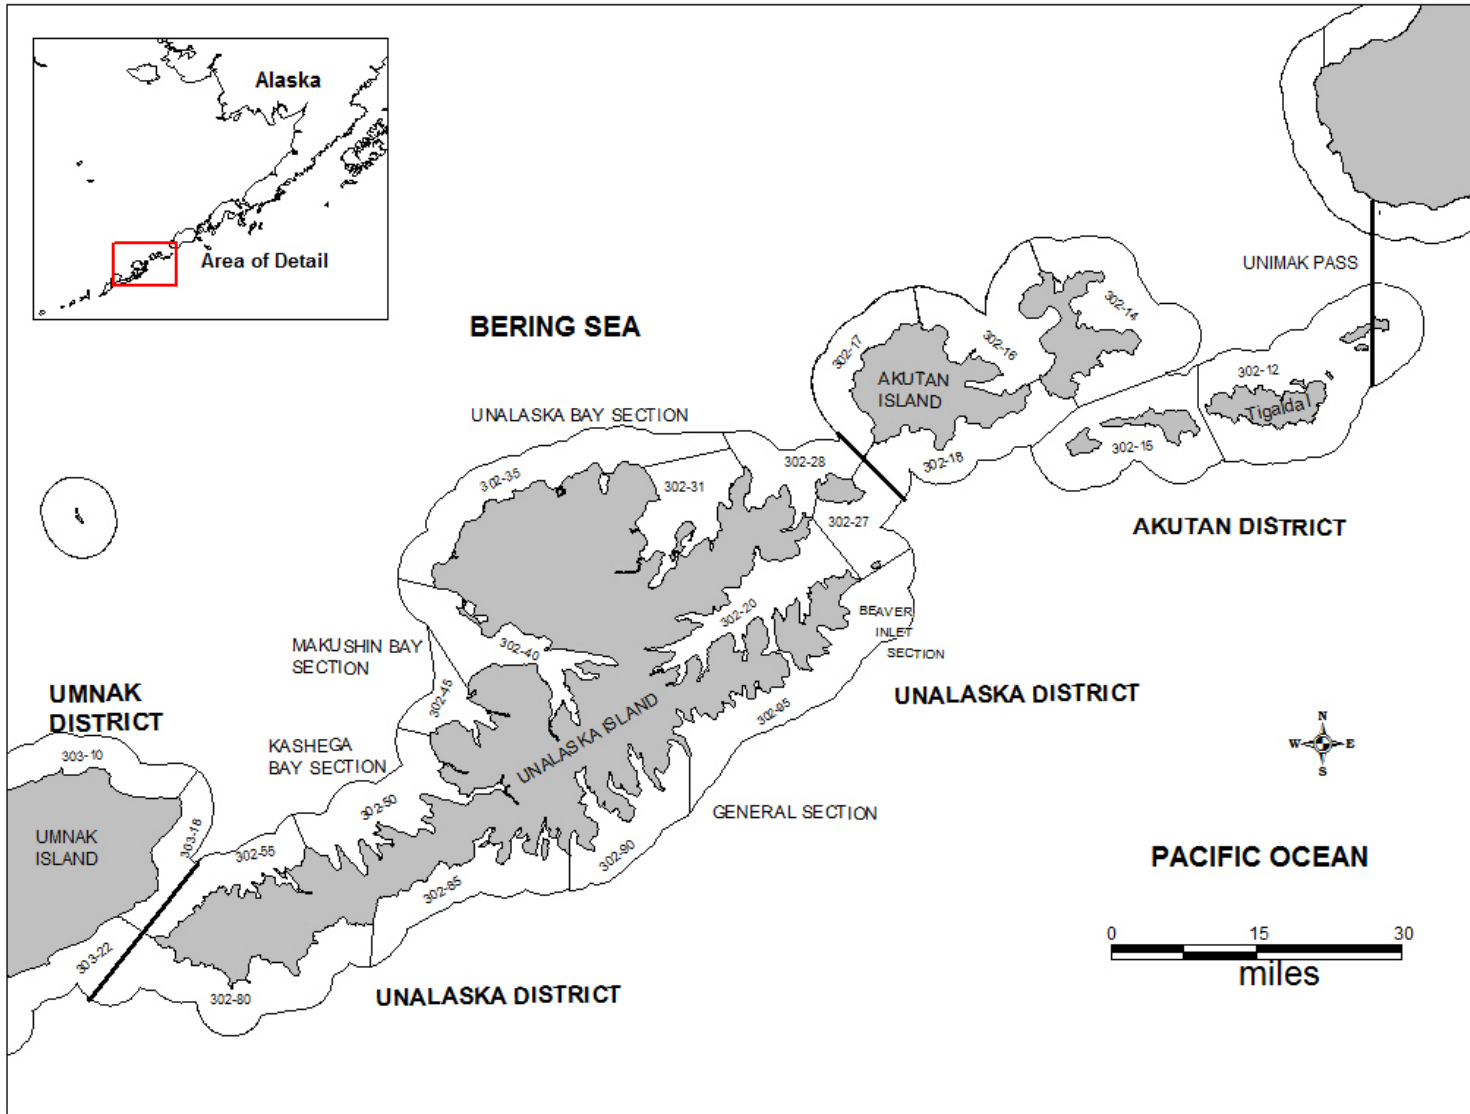 Alaska
Area of Detail
BERING SEA
UNIMAK PASS
302-14
302-17
302-16
AKUTAN
ISLAND
302-12
Tigalda
302-15
302-18
AKUTAN DISTRICT
UNALASKA BAY SECTION
302-28
302-35
302-31
302-27
302-20
BEAVER
INLET
SECTION
MAKUSHIN BAY
SECTION
302-40
302-45
UNALASKA DISTRICT
302-95
UMNAK
DISTRICT
UNALASKA ISLAND
KASHEGA
BAY SECTION
303-10
302-50
GENERAL SECTION
N
W E
S
UMNAK
ISLAND
303-18
302-55
302-90
302-85
PACIFIC OCEAN
303-22
302-80
UNALASKA DISTRICT
0 15 30
miles